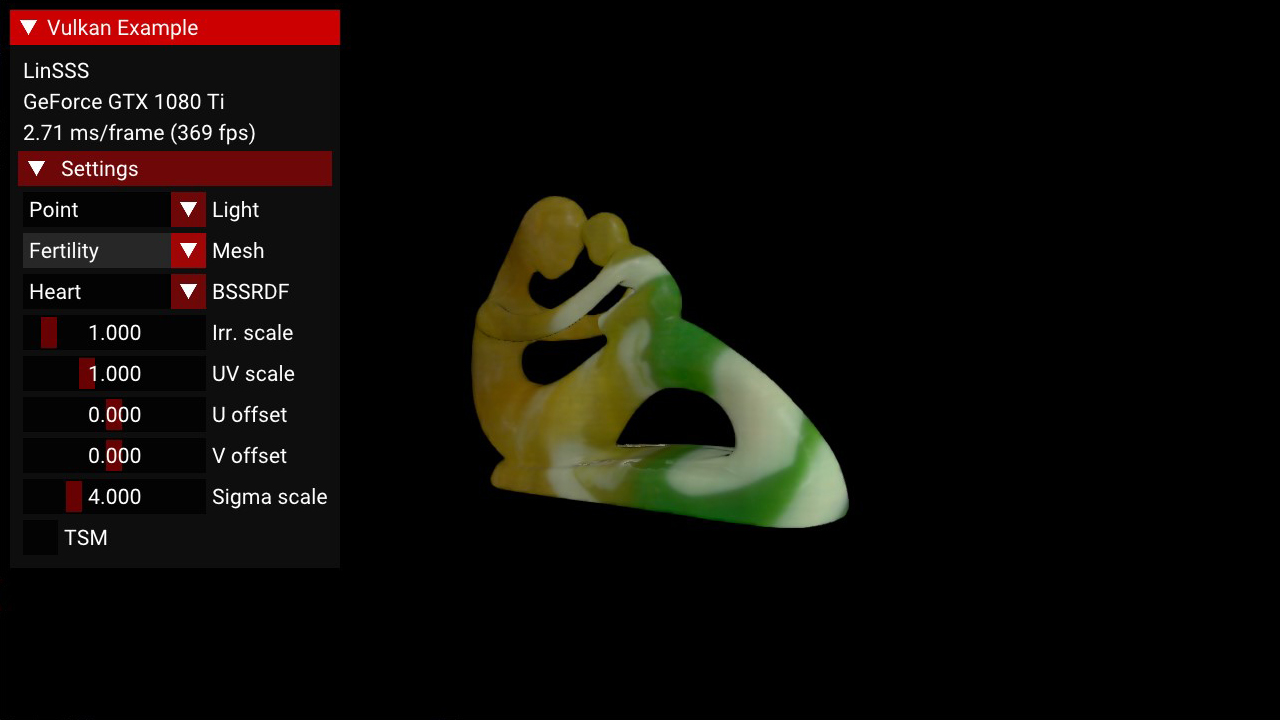 Vulkan Example
LinSSS
GeForce GTX 1080 Ti
2.71 ms/frame (369 fps)
Settings
Point Light
Fertility Mesh
Heart BSSRDF
1.000 Irr. scale
1.000 UV scale
0.000 U offset
0.000 V offset
4.000 Sigma scale
TSM